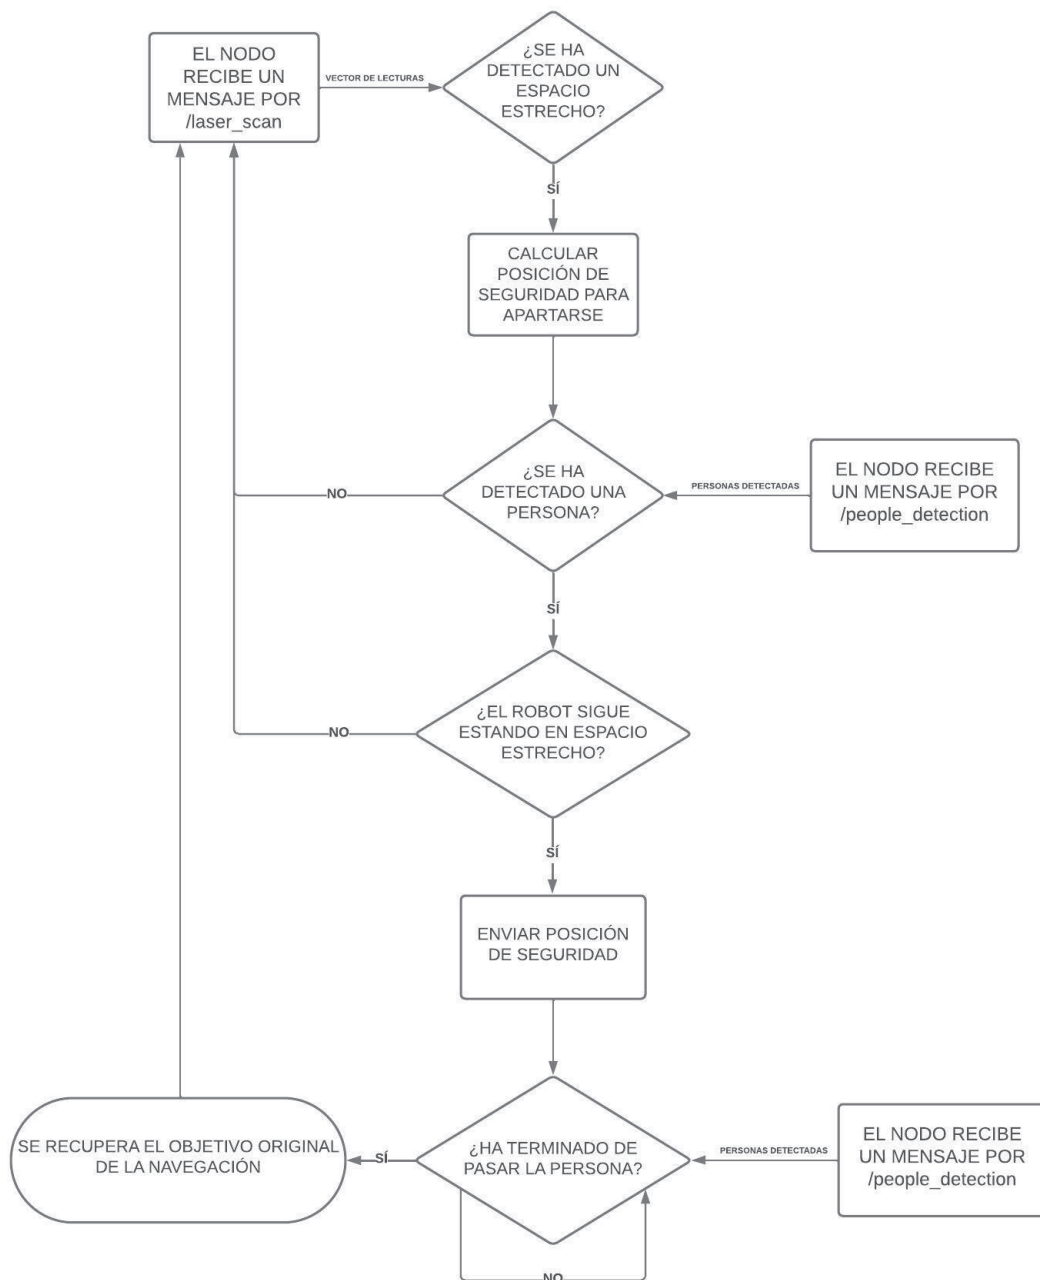 EL NODO
RECIBE UN
MENSAJE POR
/laser_scan
VECTOR DE LECTURAS
¿SE HA
DETECTADO UN
ESPACIO
ESTRECHO?
SÍ
CALCULAR
POSICIÓN DE
SEGURIDAD PARA
APARTARSE
¿SE HA
DETECTADO UNA
PERSONA?
NO
PERSONAS DETECTADAS
EL NODO RECIBE
UN MENSAJE POR
/people_detection
SÍ
¿EL ROBOT SIGUE
ESTANDO EN ESPACIO
ESTRECHO?
NO
SÍ
ENVIAR POSICIÓN
DE SEGURIDAD
¿HA TERMINADO DE
PASAR LA PERSONA?
PERSONAS DETECTADAS
EL NODO RECIBE
UN MENSAJE POR
/people_detection
SÍ
SE RECUPERA EL OBJETIVO ORIGINAL
DE LA NAVEGACIÓN
NO